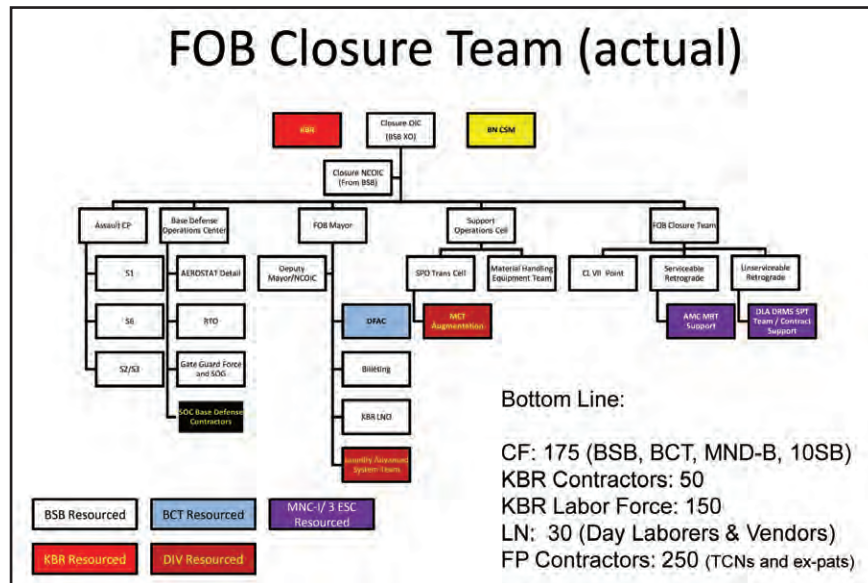 FOB Closure Team (actual)
KBR
Closure OIC
(BSB XO)
BN CSM
Closure NCOIC
(From BSB)
Assault CP
Base Defense
Operations Center
FOB Mayor
Support
Operations Cell
FOB Closure Team
S1
AEROSTAT Detail
Deputy
Mayor/NCOIC
SPO Trans Cell
Material Handling
Equipment Team
CL VII Point
Serviceable
Retrograde
Unserviceable
Retrograde
S6
RTO
DFAC
MCT
Augmentation
AMC MRT
Support
DLA DRMS SPT
Team / Contract
Support
S2/S3
Gate Guard Force
and SOG
Billeting
SOC Base Defense
Contractors
KBR LNO
Laundry Advanced
System Team
Bottom Line:
CF: 175 (BSB, BCT, MND-B, 10SB)
KBR Contractors: 50
KBR Labor Force: 150
LN: 30 (Day Laborers & Vendors)
FP Contractors: 250 (TCNs and ex-pats)
BSB Resourced
BCT Resourced
MNC-I/ 3 ESC
Resourced
KBR Resourced
DIV Resourced